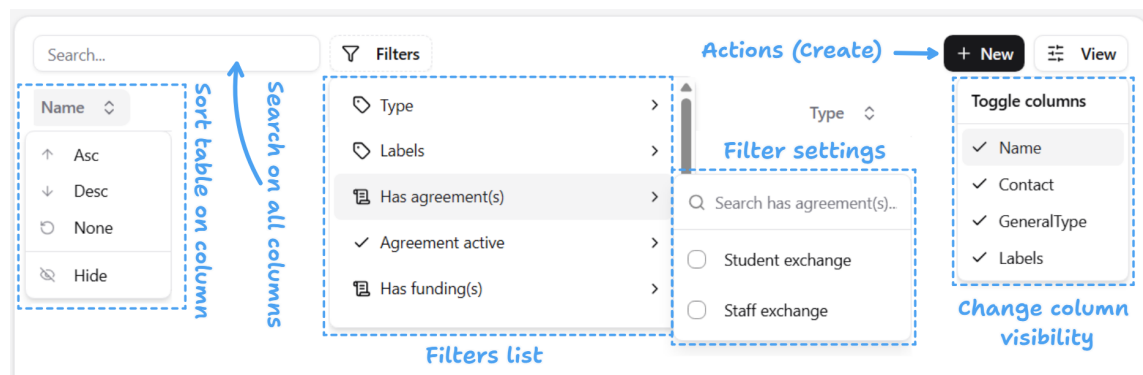 Search...
Filters
Actions (Create)
+ New
View
Sort table on column
Name
Asc
Desc
None
Hide
Search on all columns
Type
Labels
Has agreement(s)
Agreement active
Has funding(s)
Filters list
Type
Filter settings
Search has agreement(s)...
Student exchange
Staff exchange
Toggle columns
Name
Contact
GeneralType
Labels
Change column
visibility